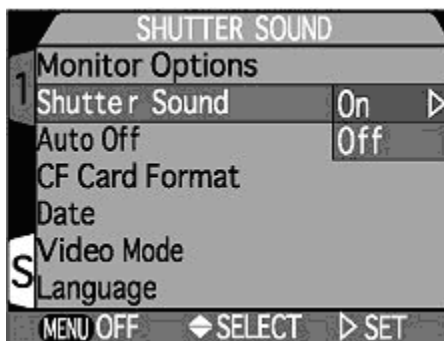 SHUTTER SOUND
1
Monitor Options
Shutter Sound On
Auto Off Off
CF Card Format
Date
Video Mode
S
Language
MENU OFF SELECT SET